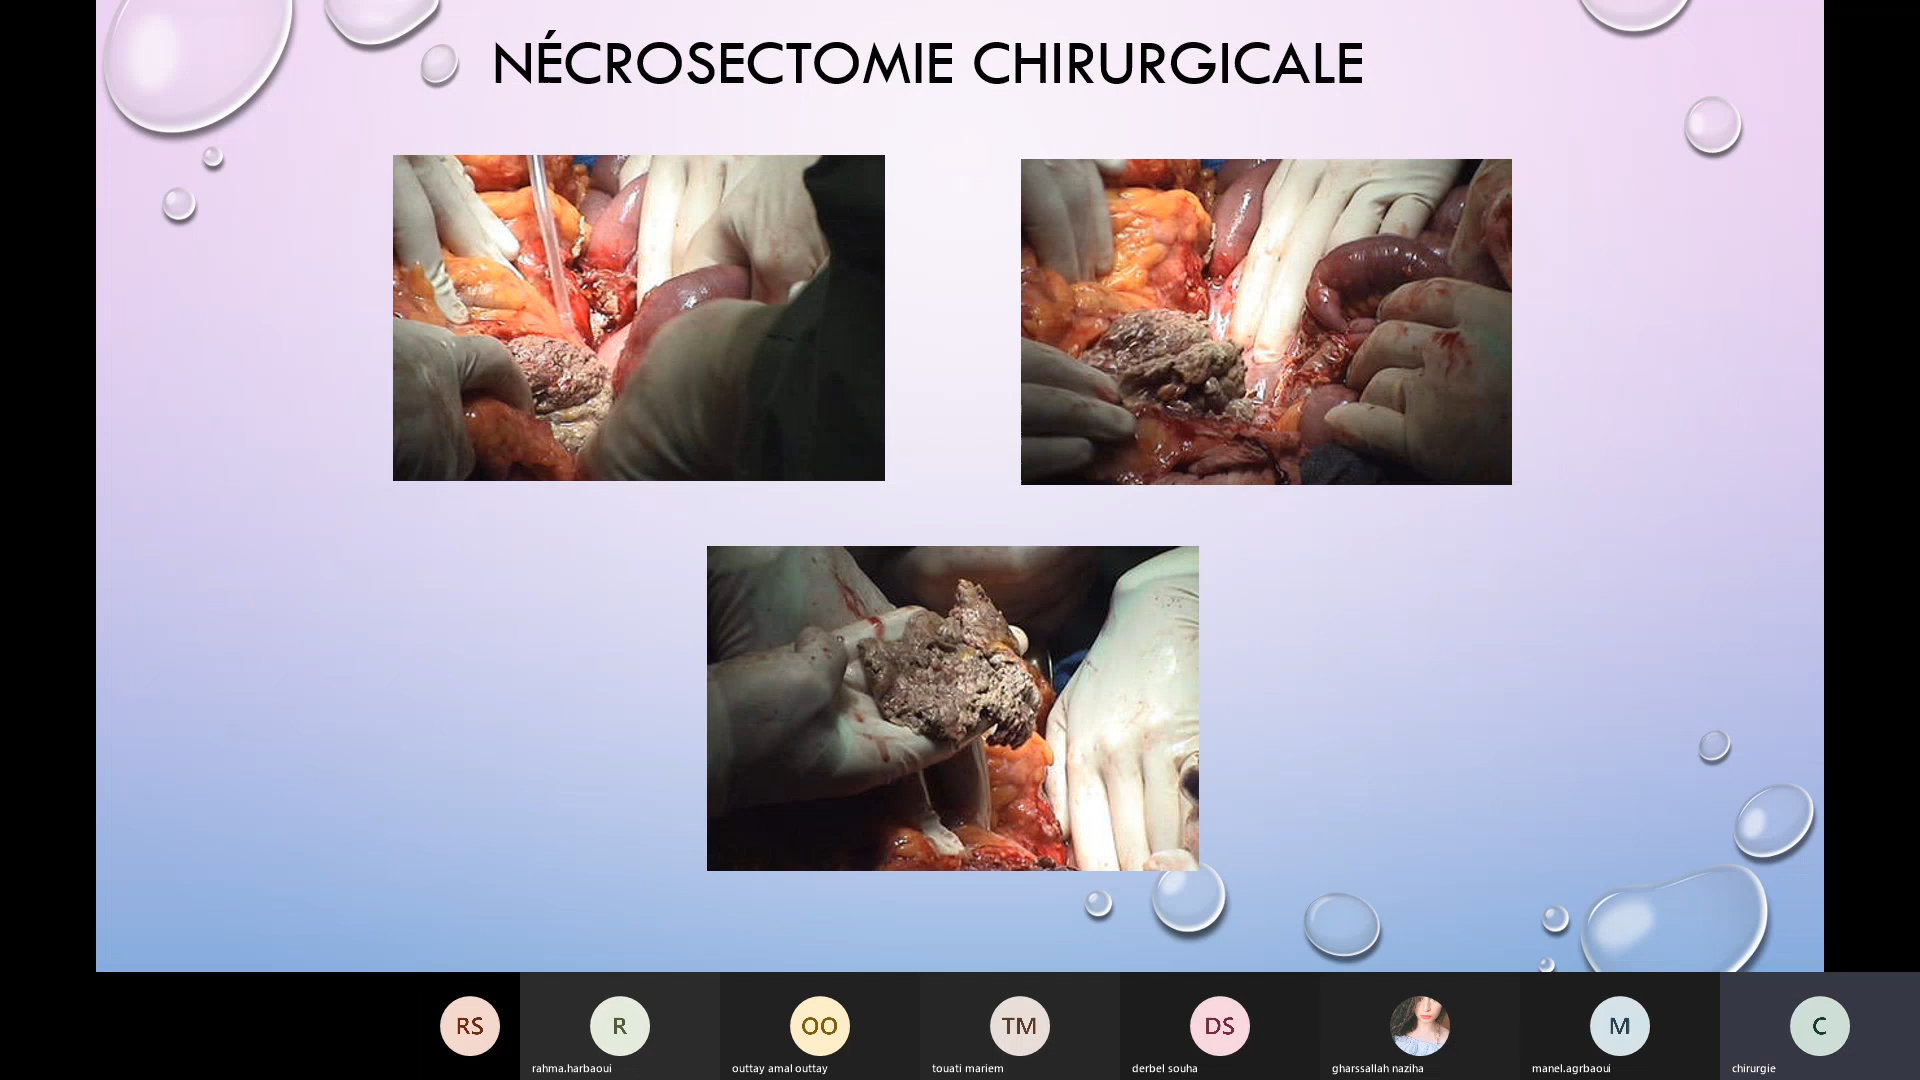 NÉCROSECTOMIE CHIRURGICALE
RS
R
OO
TM
DS
M
C
rahma.harbaoui
outtay amal outtay
touati mariem
derbel souha
gharssallah naziha
manel.agrbaoui
chirurgie